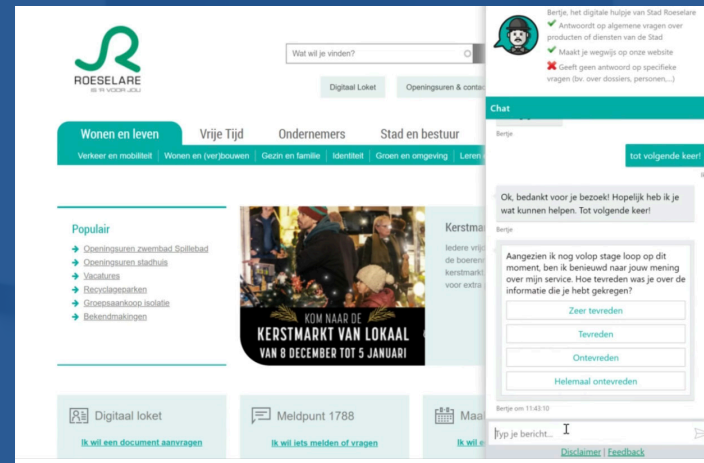 ROESELARE
IS 'R VOOR JOU
Wat wil je vinden?
Digitaal Loket
Openingsuren &
Wonen en leven
Vrije Tijd
Ondernemers
Stad en bestuur
Verkeer en mobiliteit
Wonen en (ver)bouwen
Gezin en familie
Identiteit
Groen en omgeving
Leren
Populair
Openingsuren zwembad Spillebad
Openingsuren stadhuis
Vacatures
Recyclageparken
Groepsaankoop isolatie
Bekendmakingen
KOM NAAR DE
KERSTMARKT VAN LOKAAL
VAN 8 DECEMBER TOT 5 JANUARI
Iedere
de
kerstmarkt
voor extra
Digitaal loket
Ik wil een document aanvragen
Meldpunt 1788
Ik wil iets melden of vragen
Ik wil
Bertje, het digitale hulpje van Stad Roeselare
Antwoordt op algemene vragen over
producten of diensten van de Stad
Maakt je wegwijs op onze website
Geeft geen antwoord op specifieke
vragen (bv. over dossiers, personen,...)
Chat
Bertje
tot volgende keer!
Ok, bedankt voor je bezoek! Hopelijk heb ik je
wat kunnen helpen. Tot volgende keer!
Bertje
Aangezien ik nog volop stage loop op dit
moment, ben ik benieuwd naar jouw mening
over mijn service. Hoe tevreden was je over de
informatie die je hebt gekregen?
Zeer tevreden
Tevreden
Ontevreden
Helemaal ontevreden
Bertje om 11:43:10
Typ je bericht...
Disclaimer | Feedback